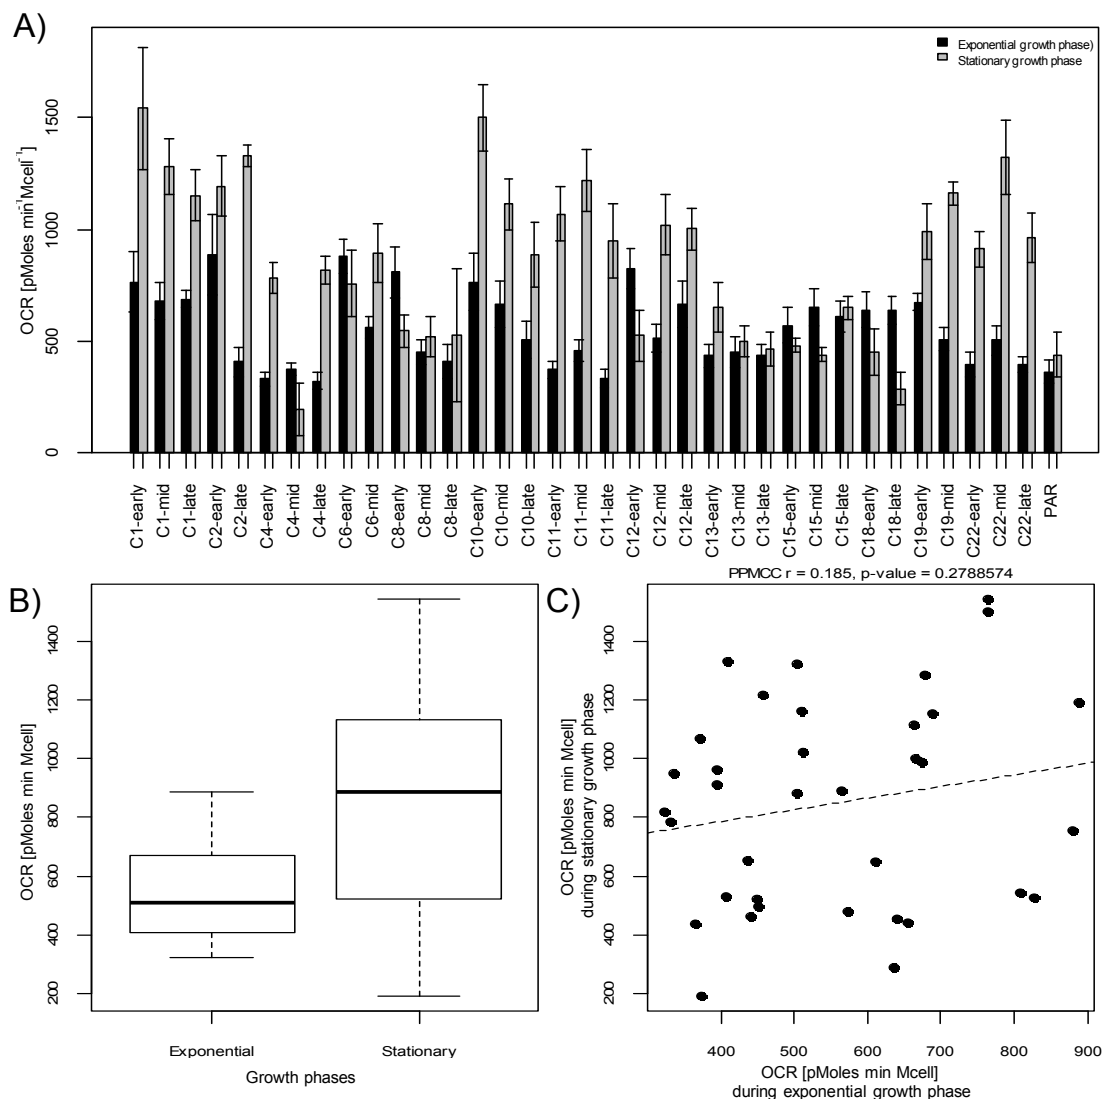 A)
Exponential growth phase)
Stationary growth phase
OCR [pMoles min-1Mcell-1]
0
500
1000
1500
C1-early
C1-mid
C1-late
C2-early
C2-late
C4-early
C4-mid
C4-late
C6-early
C6-mid
C8-early
C8-mid
C8-late
C10-early
C10-mid
C10-late
C11-early
C11-mid
C11-late
C12-early
C12-mid
C12-late
C13-early
C13-mid
C13-late
C15-early
C15-mid
C15-late
C18-early
C18-late
C19-early
C19-mid
C22-early
C22-mid
C22-late
PAR
B)
OCR [pMoles min Mcell]
200
400
600
800
1000
1200
1400
Exponential
Stationary
Growth phases
C)
PPMCC r = 0.185, p-value = 0.2788574
OCR [pMoles min Mcell]
during stationary growth phase
200
400
600
800
1000
1200
1400
400
500
600
700
800
900
OCR [pMoles min Mcell]
during exponential growth phase